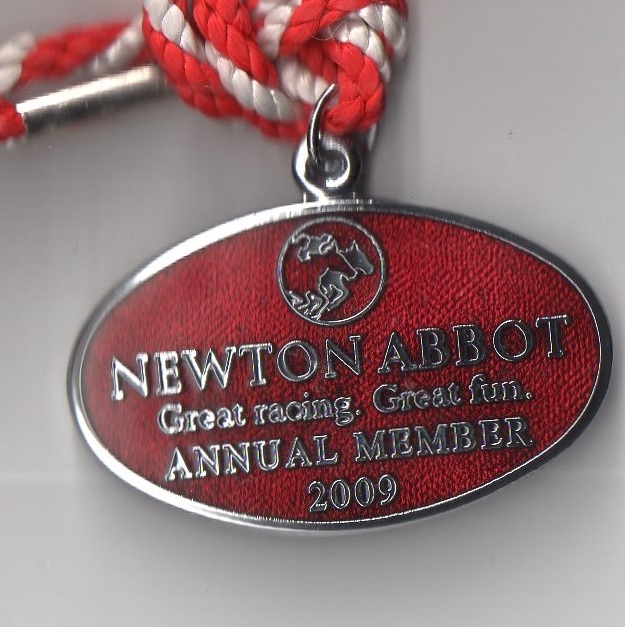 NEWTON ABBOT
Great racing. Great fun.
ANNUAL MEMBER
2009